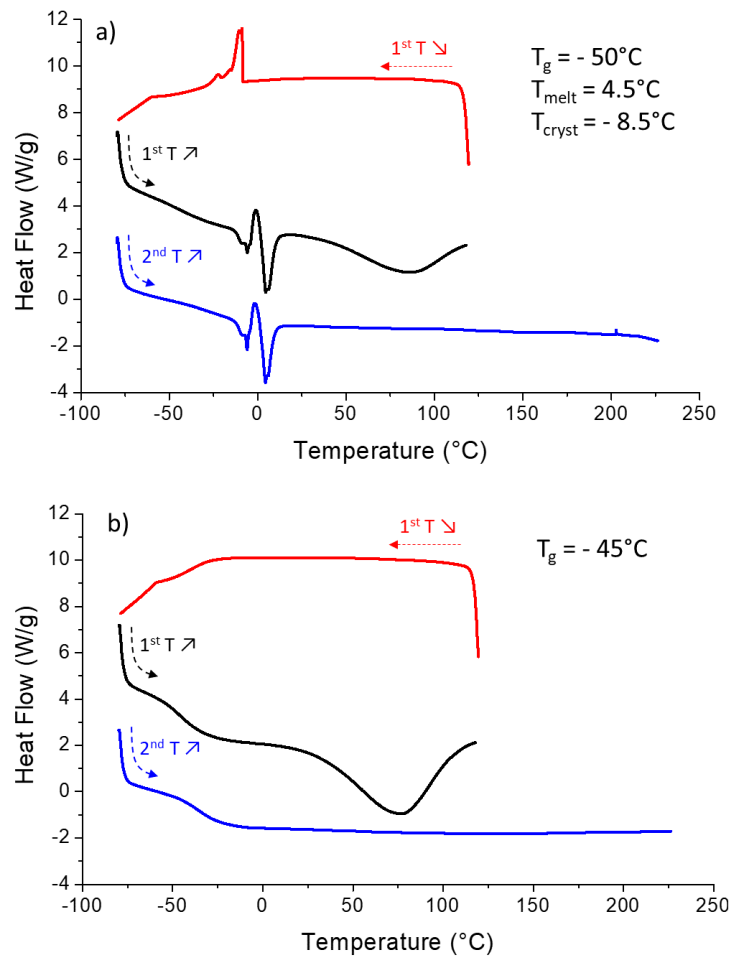 a)
1st T ↘
Tg = - 50°C
Tmelt = 4.5°C
Tcryst = - 8.5°C
1st T ↗
2nd T ↗
Heat Flow (W/g)
12
10
8
6
4
2
0
-2
-4
-100 -50 0 50 100 150 200 250
Temperature (°C)
b)
1st T ↘
Tg = - 45°C
1st T ↗
2nd T ↗
Heat Flow (W/g)
12
10
8
6
4
2
0
-2
-4
-100 -50 0 50 100 150 200 250
Temperature (°C)